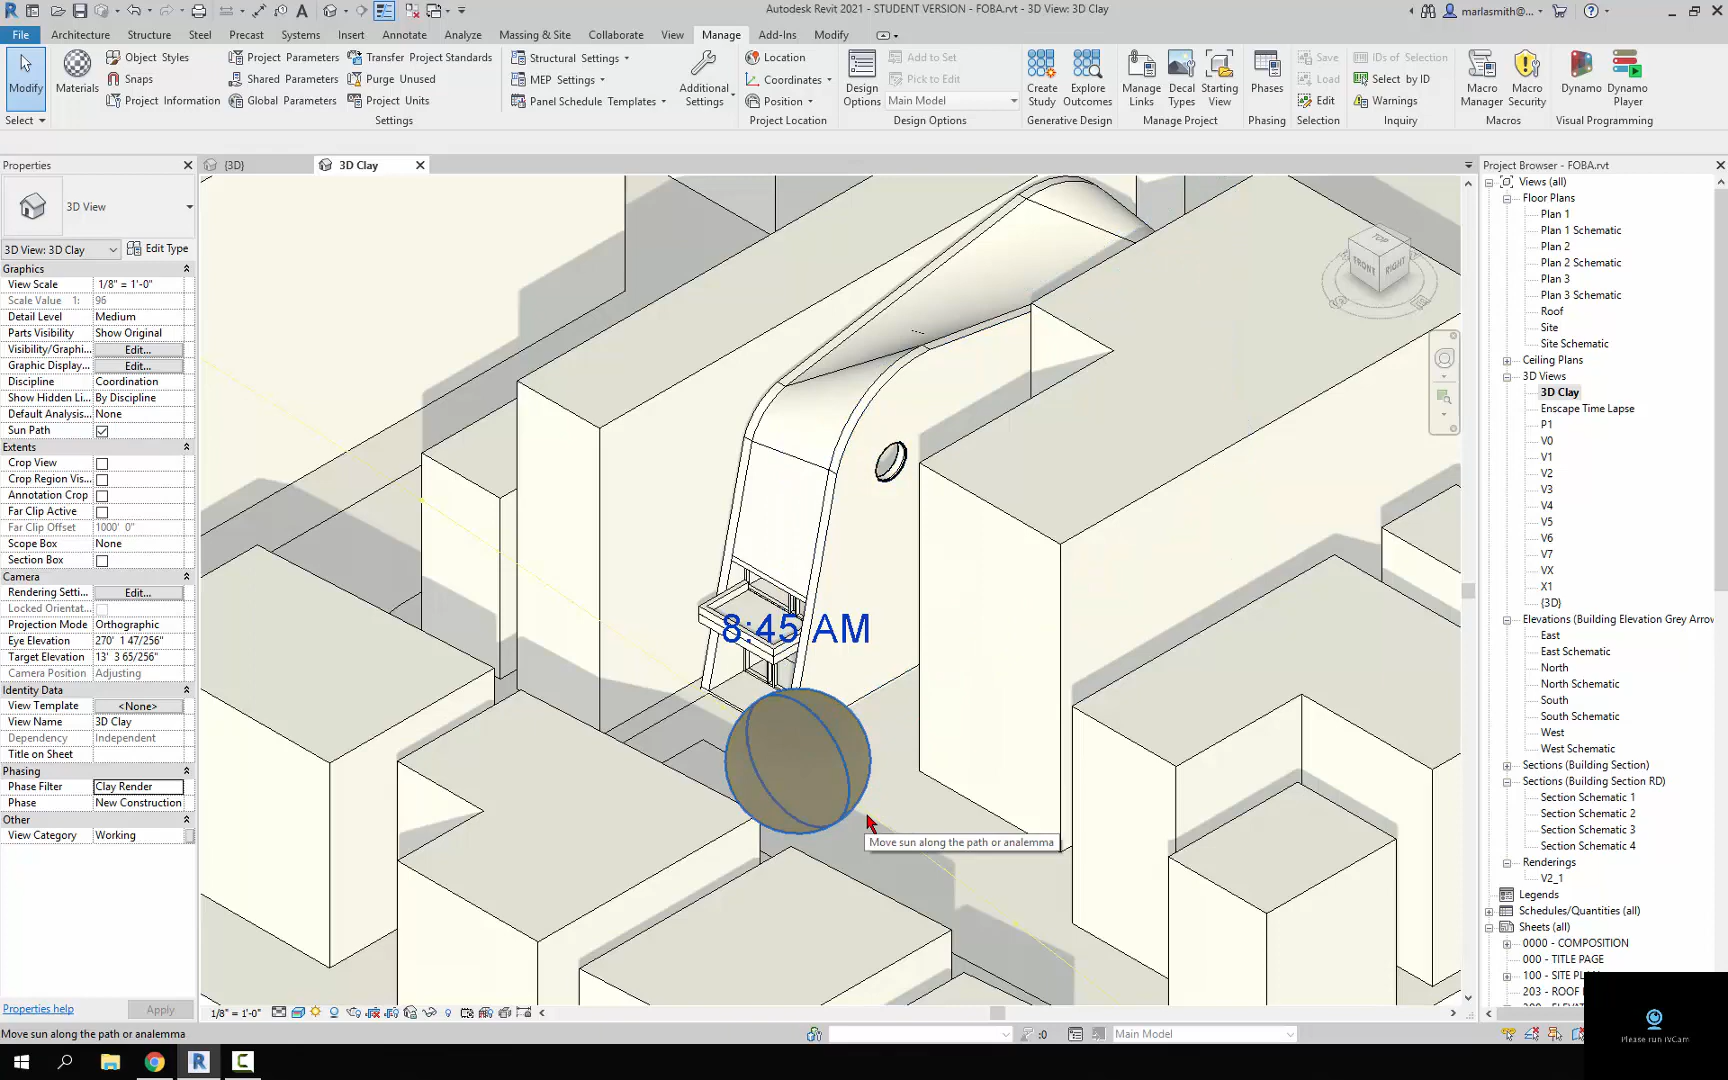 Autodesk Revit 2021 - STUDENT VERSION - FOBA.rvt - 3D View: 3D Clay
marlasmith@...
File Architecture Structure Steel Precast Systems Insert Annotate Analyze Massing & Site Collaborate View Manage Add-Ins Modify
Modify
Select
Materials
Object Styles
Snaps
Project Information
Project Parameters
Shared Parameters
Global Parameters
Transfer Project Standards
Purge Unused
Project Units
Settings
Structural Settings
MEP Settings
Panel Schedule Templates
Additional Settings
Location
Coordinates
Position
Project Location
Design Options
Add to Set
Pick to Edit
Main Model
Design Options
Create Study
Explore Outcomes
Generative Design
Manage Links
Decal Types
Starting View
Manage Project
Phases
Phasing
Save
Load
Edit
Selection
IDs of Selection
Select by ID
Warnings
Inquiry
Macro Manager
Macro Security
Macros
Dynamo
Dynamo Player
Visual Programming
Properties
3D View
3D View: 3D Clay
Edit Type
Graphics
View Scale 1/8" = 1'-0"
Scale Value 1: 96
Detail Level Medium
Parts Visibility Show Original
Visibility/Graphi... Edit...
Graphic Display... Edit...
Discipline Coordination
Show Hidden Li... By Discipline
Default Analysis... None
Sun Path
Extents
Crop View
Crop Region Vis...
Annotation Crop
Far Clip Active
Far Clip Offset 1000' 0"
Scope Box None
Section Box
Camera
Rendering Setti... Edit...
Locked Orientat...
Projection Mode Orthographic
Eye Elevation 270' 1 47/256"
Target Elevation 13' 3 65/256"
Camera Position Adjusting
Identity Data
View Template <None>
View Name 3D Clay
Dependency Independent
Title on Sheet
Phasing
Phase Filter Clay Render
Phase New Construction
Other
View Category Working
Properties help
Apply
{3D}
3D Clay
TOP
FRONT
RIGHT
8:45 AM
Move sun along the path or analemma
1/8" = 1'-0"
Project Browser - FOBA.rvt
Views (all)
Floor Plans
Plan 1
Plan 1 Schematic
Plan 2
Plan 2 Schematic
Plan 3
Plan 3 Schematic
Roof
Site
Site Schematic
Ceiling Plans
3D Views
3D Clay
Enscape Time Lapse
P1
V0
V1
V2
V3
V4
V5
V6
V7
VX
X1
{3D}
Elevations (Building Elevation Grey Arrow
East
East Schematic
North
North Schematic
South
South Schematic
West
West Schematic
Sections (Building Section)
Sections (Building Section RD)
Section Schematic 1
Section Schematic 2
Section Schematic 3
Section Schematic 4
Renderings
V2_1
Legends
Schedules/Quantities (all)
Sheets (all)
0000 - COMPOSITION
000 - TITLE PAGE
100 - SITE PL
203 - ROOF
Move sun along the path or analemma
:0
Main Model
Please run iVCam